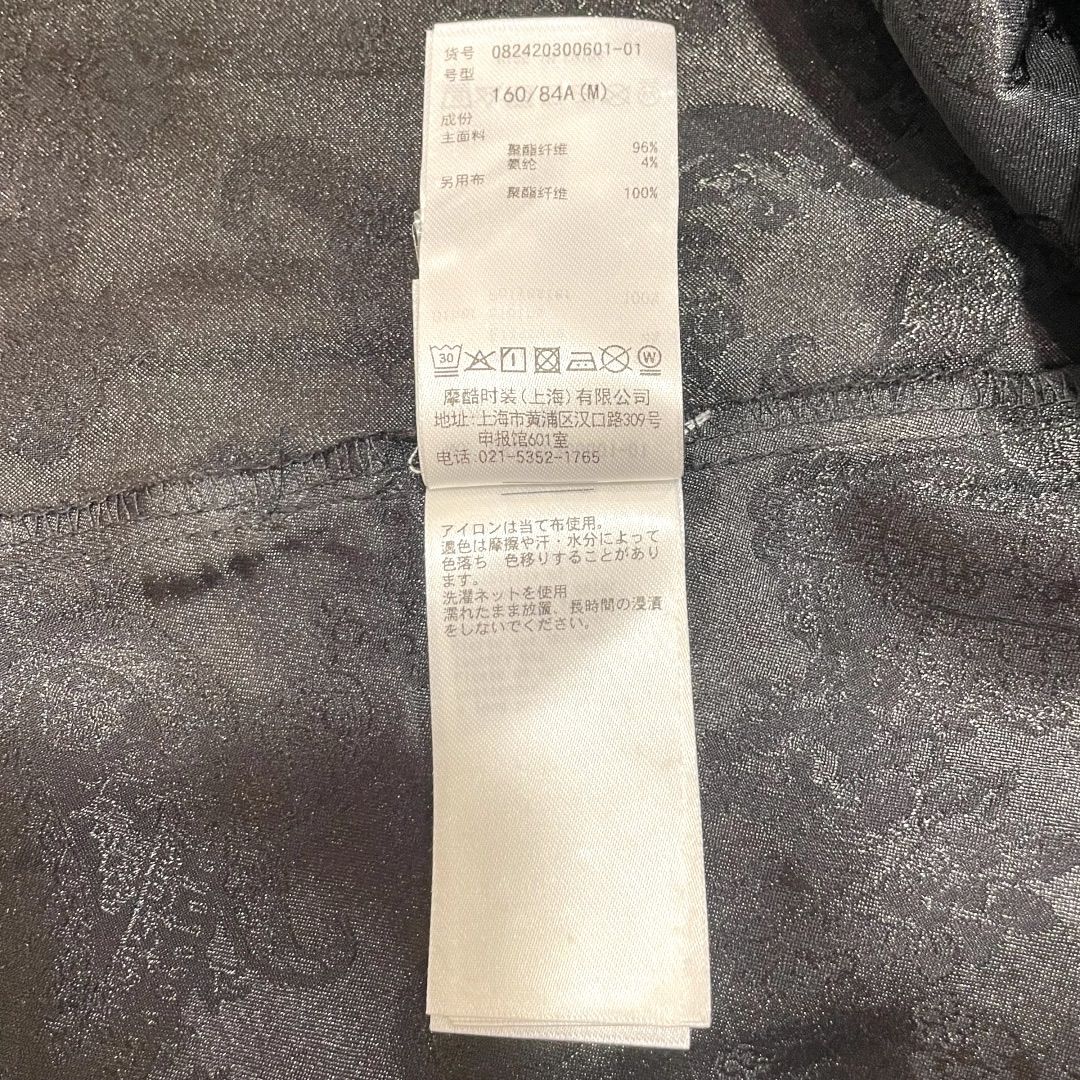 货号 082420300601-01
号型
160/84A(M)
成份
主面料
聚酯纤维 96%
氨纶 4%
另用布
聚酯纤维 100%
30 W
摩酷时装(上海)有限公司
地址:上海市黄浦区汉口路309号
申报馆601室
电话 021-5352-1765
アイロンは当て布使用。
濃色は摩擦や汗・水分によって
色落ち 色移りすることがあり
ます。
洗濯ネットを使用
濡れたまま放置、長時間の浸漬
をしないでください。